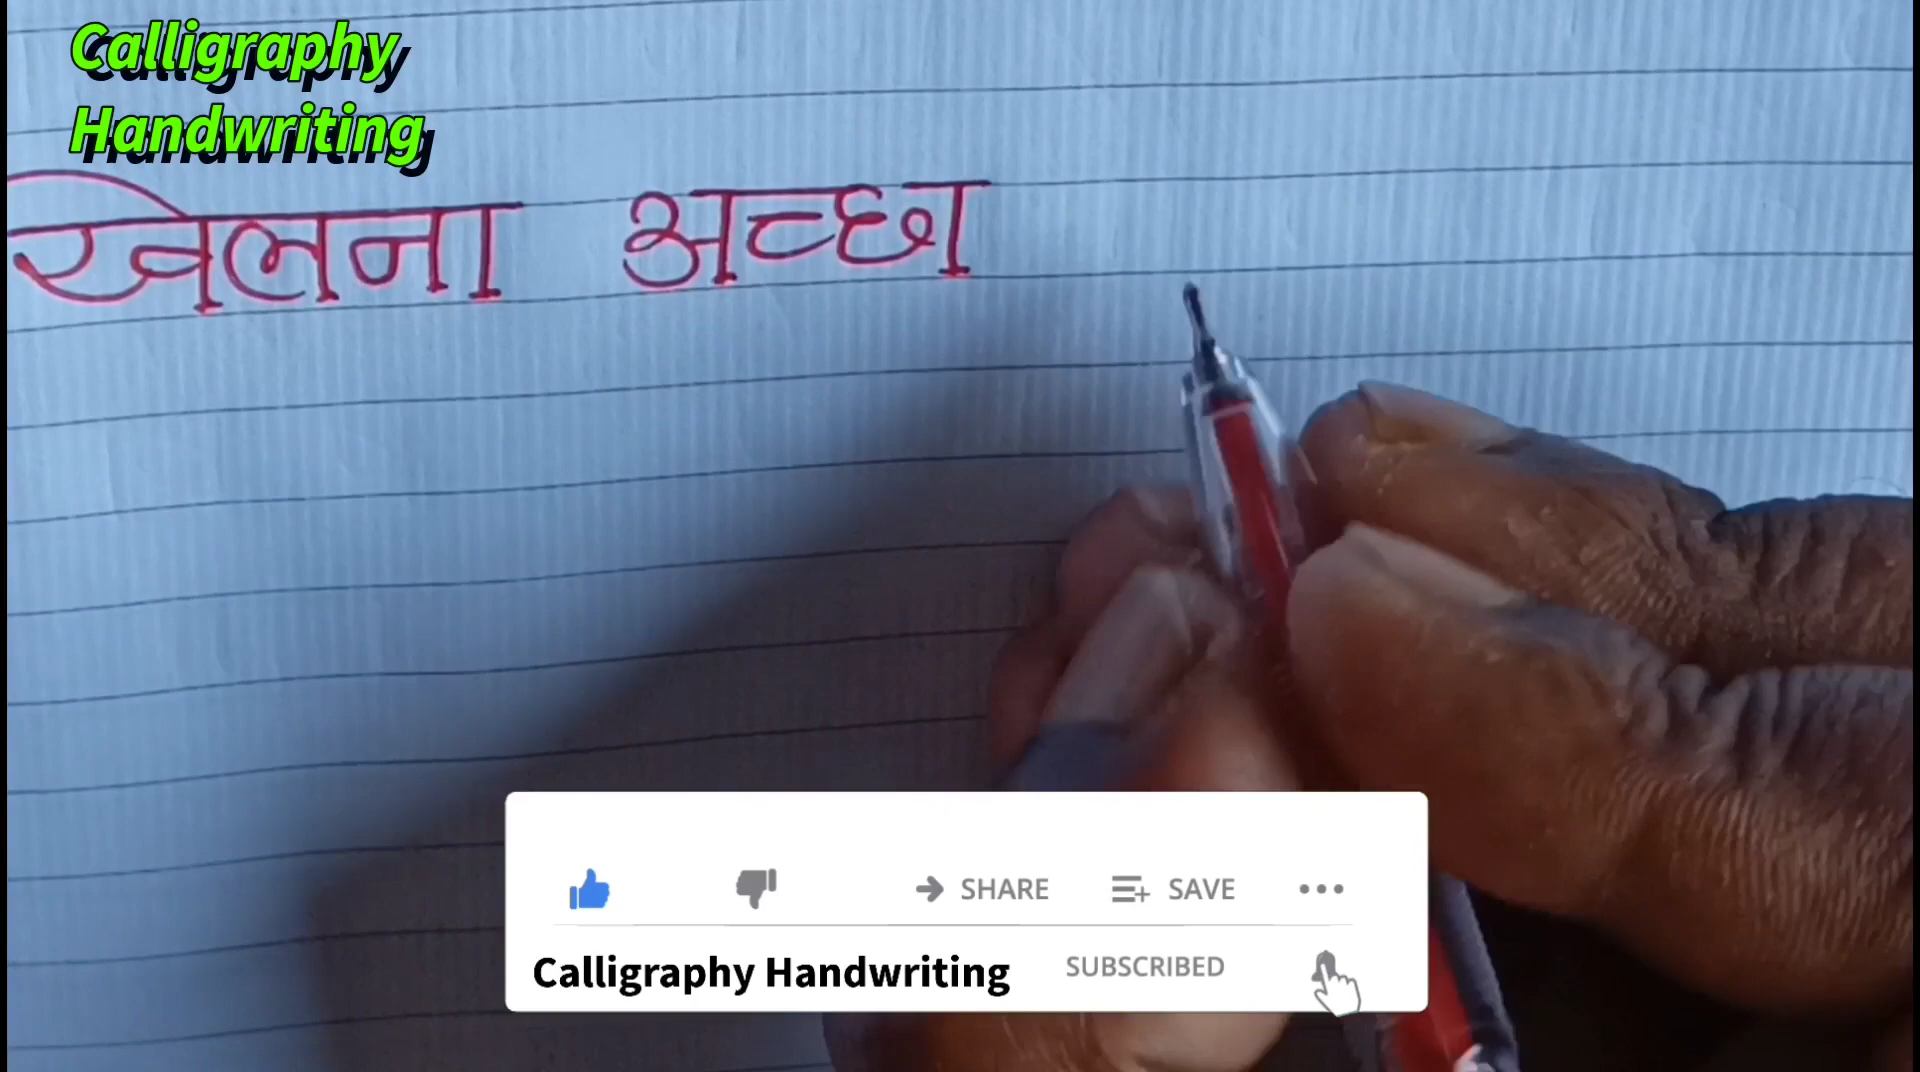 Calligraphy
Handwriting
खेलना अच्छा
SHARE SAVE
Calligraphy Handwriting SUBSCRIBED